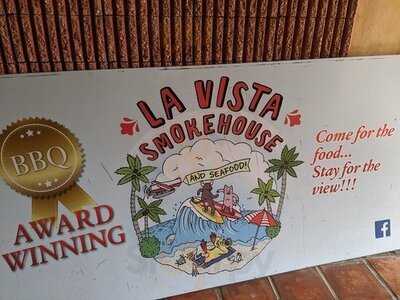 LA VISTA
SMOKEHOUSE
AND SEAFOOD!
BBQ
AWARD
WINNING
Come for the
food...
Stay for the
view!!!
f